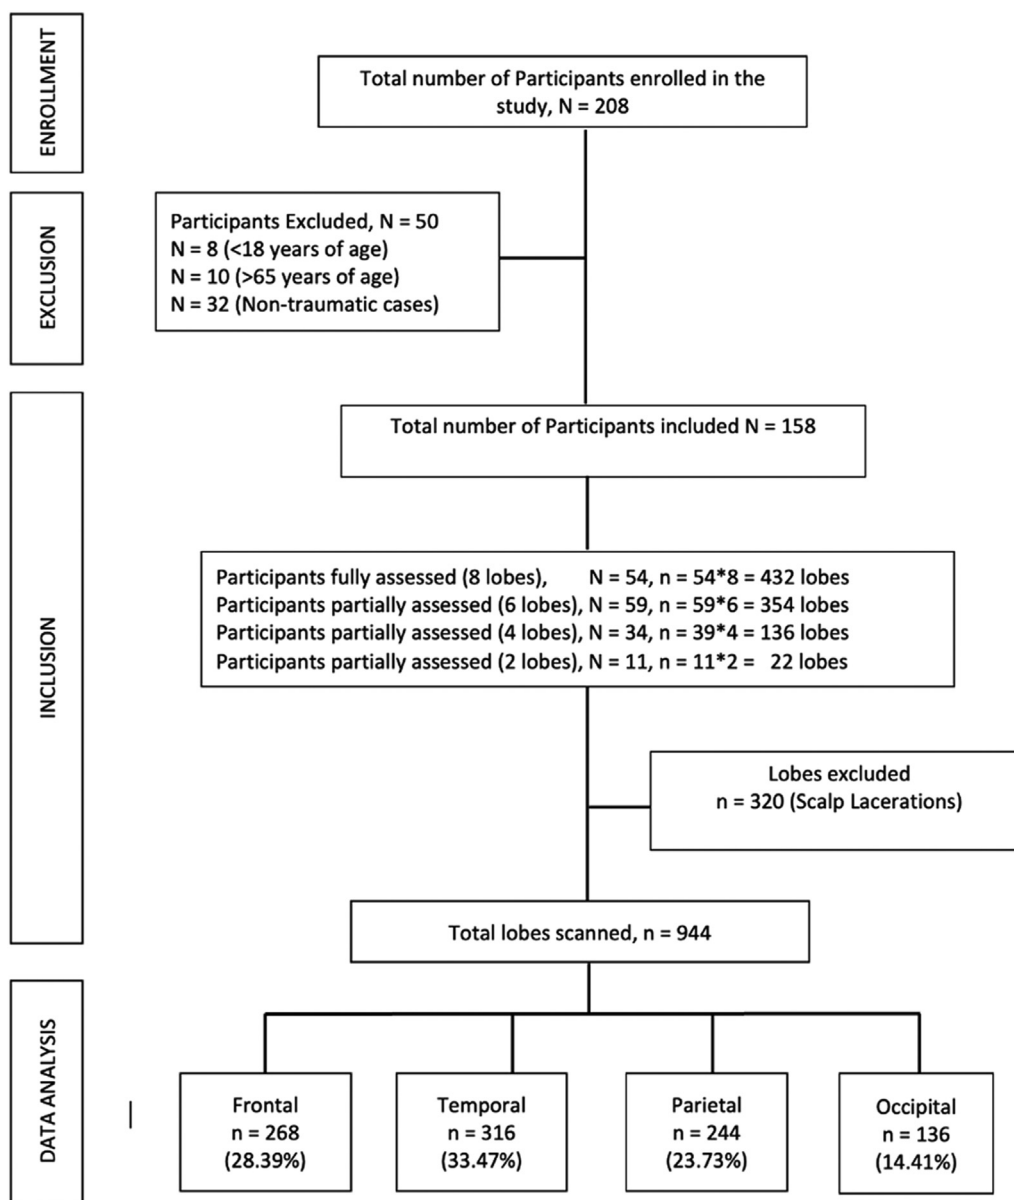 ENROLLMENT
Total number of Participants enrolled in the
study, N = 208
EXCLUSION
Participants Excluded, N = 50
N = 8 (<18 years of age)
N = 10 (>65 years of age)
N = 32 (Non-traumatic cases)
INCLUSION
Total number of Participants included N = 158
Participants fully assessed (8 lobes), N = 54, n = 54*8 = 432 lobes
Participants partially assessed (6 lobes), N = 59, n = 59*6 = 354 lobes
Participants partially assessed (4 lobes), N = 34, n = 39*4 = 136 lobes
Participants partially assessed (2 lobes), N = 11, n = 11*2 = 22 lobes
Lobes excluded
n = 320 (Scalp Lacerations)
Total lobes scanned, n = 944
DATA ANALYSIS
Frontal
n = 268
(28.39%)
Temporal
n = 316
(33.47%)
Parietal
n = 244
(23.73%)
Occipital
n = 136
(14.41%)